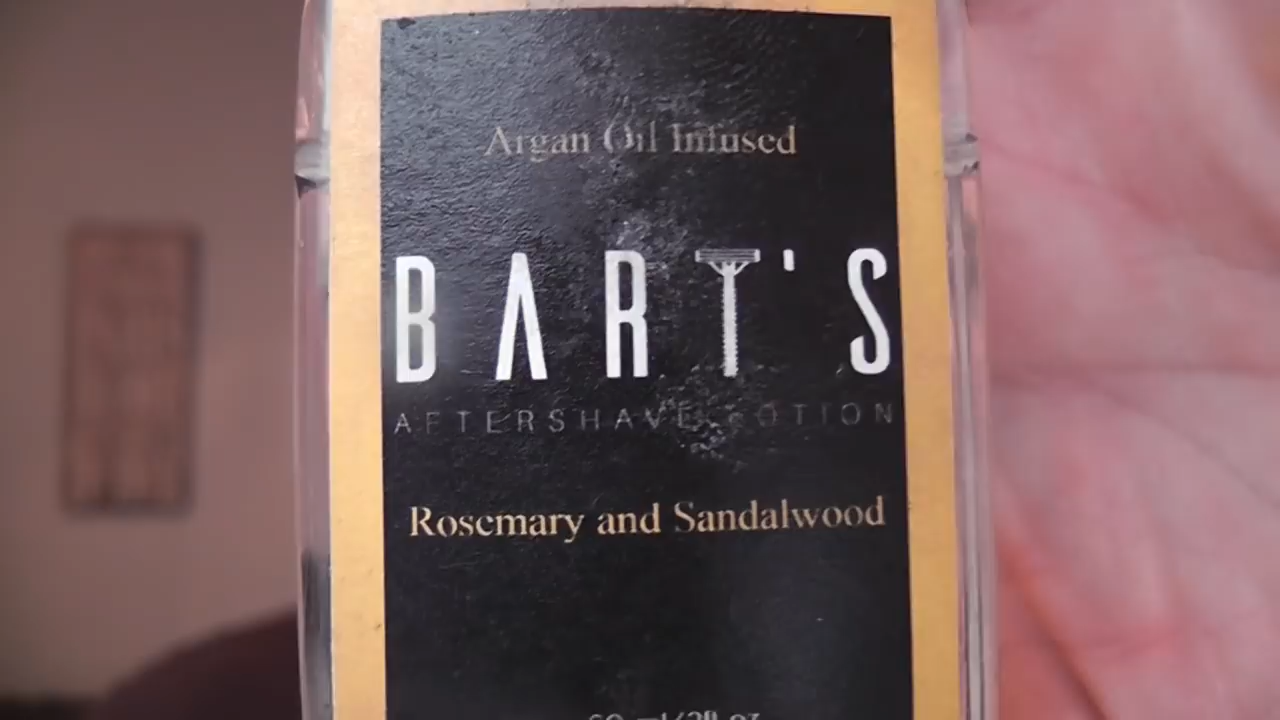 Argan Oil Infused
BART'S
AFTERSHAVE LOTION
Rosemary and Sandalwood